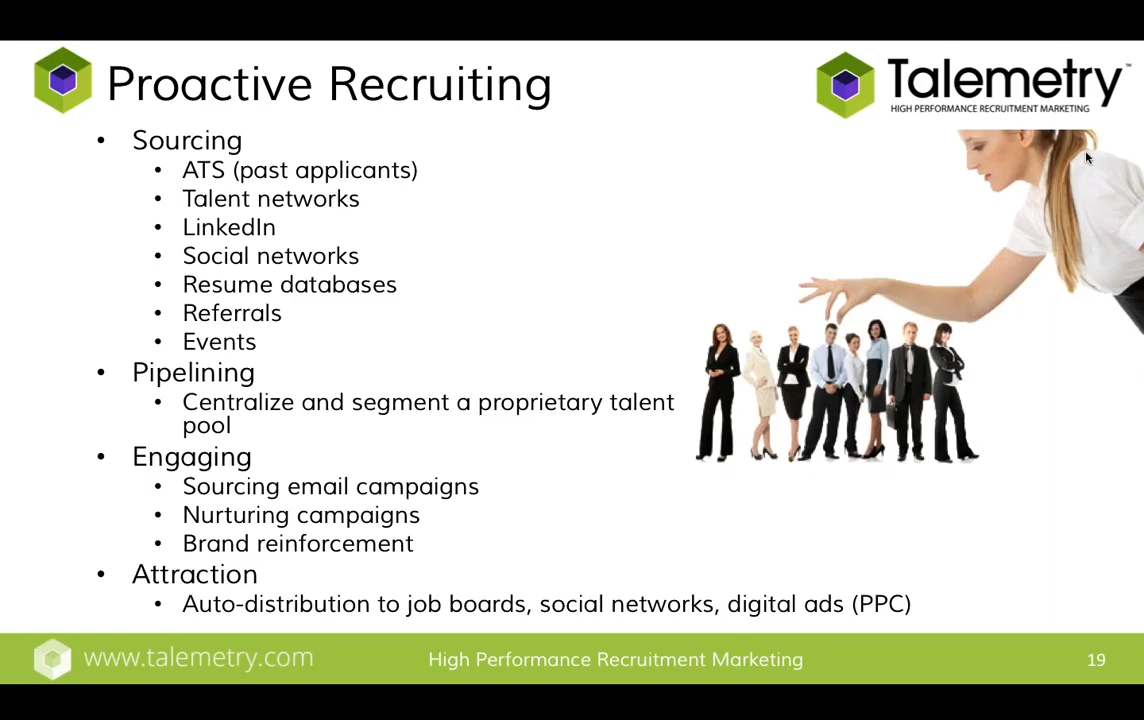 Proactive Recruiting
Talemetry™
HIGH PERFORMANCE RECRUITMENT MARKETING
• Sourcing
• ATS (past applicants)
• Talent networks
• LinkedIn
• Social networks
• Resume databases
• Referrals
• Events
• Pipelining
• Centralize and segment a proprietary talent
pool
• Engaging
• Sourcing email campaigns
• Nurturing campaigns
• Brand reinforcement
• Attraction
• Auto-distribution to job boards, social networks, digital ads (PPC)
www.talemetry.com
High Performance Recruitment Marketing
19